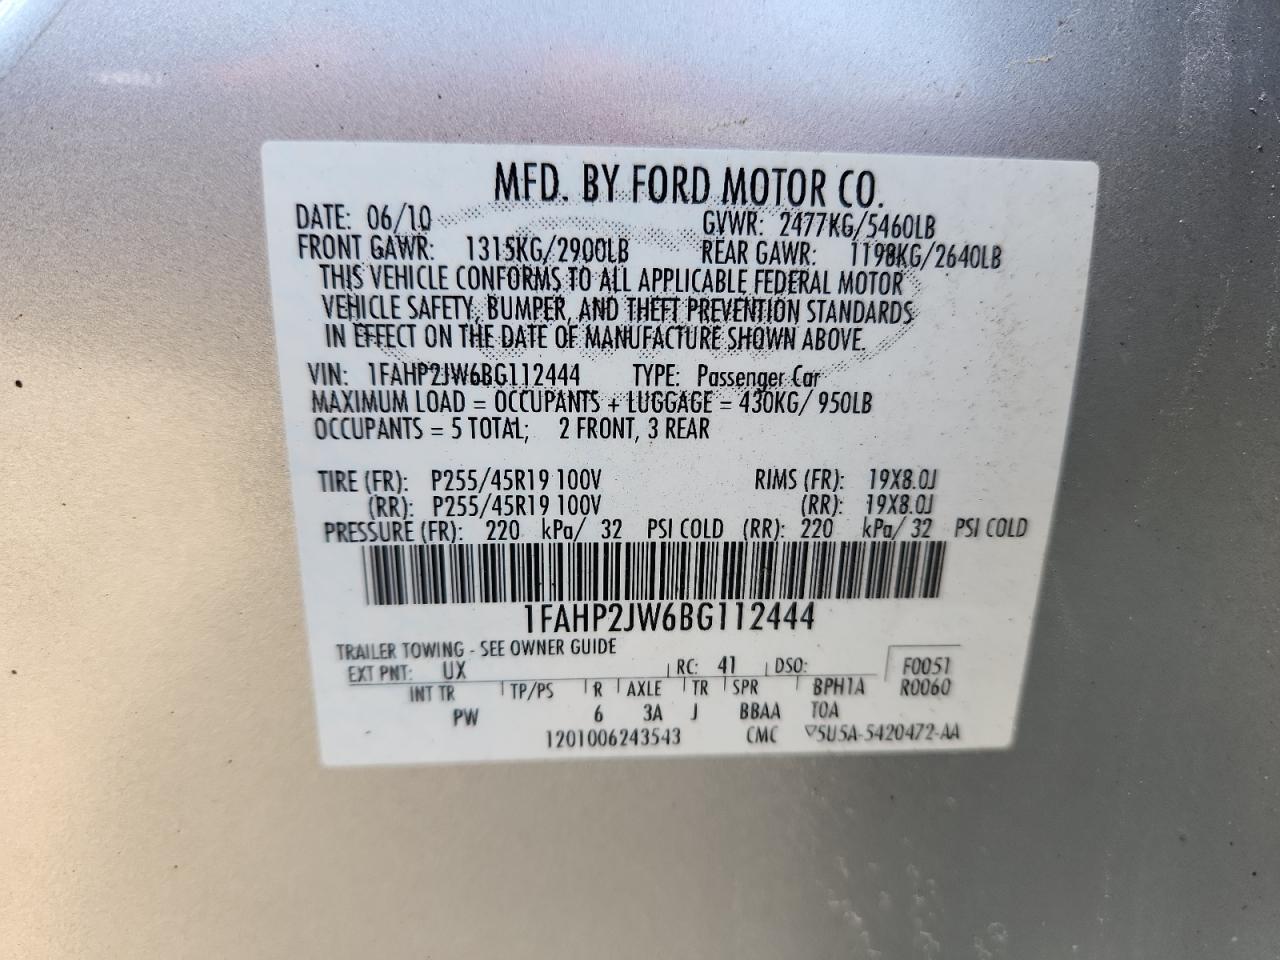 MFD. BY FORD MOTOR CO.
DATE: 06/10 GVWR: 2477KG/5460LB
FRONT GAWR: 1315KG/2900LB REAR GAWR: 1198KG/2640LB
THIS VEHICLE CONFORMS TO ALL APPLICABLE FEDERAL MOTOR
VEHICLE SAFETY, BUMPER, AND THEFT PREVENTION STANDARDS
IN EFFECT ON THE DATE OF MANUFACTURE SHOWN ABOVE.
VIN: 1FAHP2JW6BG112444 TYPE: Passenger Car
MAXIMUM LOAD = OCCUPANTS + LUGGAGE = 430KG/ 950LB
OCCUPANTS = 5 TOTAL; 2 FRONT, 3 REAR
TIRE (FR): P255/45R19 100V RIMS (FR): 19X8.0J
(RR): P255/45R19 100V (RR): 19X8.0J
PRESSURE (FR): 220 kPa/ 32 PSI COLD (RR): 220 kPa/ 32 PSI COLD
1FAHP2JW6BG112444
TRAILER TOWING - SEE OWNER GUIDE
EXT PNT: UX RC: 41 DSO: F0051
INT TR TP/PS R AXLE TR SPR BPH1A R0060
PW 6 3A J BBAA TOA
1201006243543 CMC ▽5U5A-5420472-AA